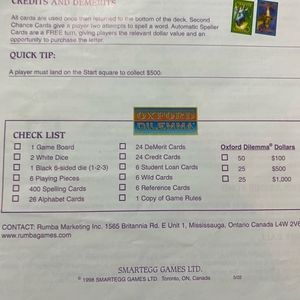 CREDITS AND DEMERITS
All cards are used once then returned to the bottom of the deck. Second
Chance Cards give a player two attempts to spell a word. Automatic Speller
Cards are a FREE turn, giving players the relevant dollar value and an
opportunity to purchase the letter.
QUICK TIP:
A player must land on the Start square to collect $500.
OXFORD
DILEMMA
CHECK LIST
1 Game Board
2 White Dice
1 Black 6-sided die (1-2-3)
6 Playing Pieces
400 Spelling Cards
26 Alphabet Cards
24 DeMerit Cards
24 Credit Cards
6 Student Loan Cards
6 Wild Cards
6 Reference Cards
1 Copy of Game Rules
Oxford Dilemma® Dollars
50 $100
25 $500
25 $1,000
CONTACT: Rumba Marketing Inc. 1565 Britannia Rd. E Unit 1, Mississauga, Ontario Canada L4W 2V6
www.rumbagames.com
SMARTEGG GAMES LTD.
© 1998 SMARTEGG GAMES LTD. Toronto, ON, Canada